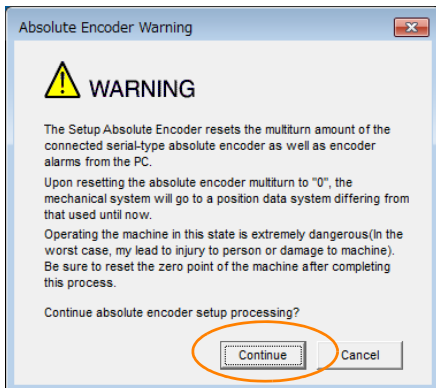 Absolute Encoder Warning
WARNING
The Setup Absolute Encoder resets the multiturn amount of the
connected serial-type absolute encoder as well as encoder
alarms from the PC.
Upon resetting the absolute encoder multiturn to "0", the
mechanical system will go to a position data system differing from
that used until now.
Operating the machine in this state is extremely dangerous(In the
worst case, my lead to injury to person or damage to machine).
Be sure to reset the zero point of the machine after completing
this process.
Continue absolute encoder setup processing?
Continue Cancel